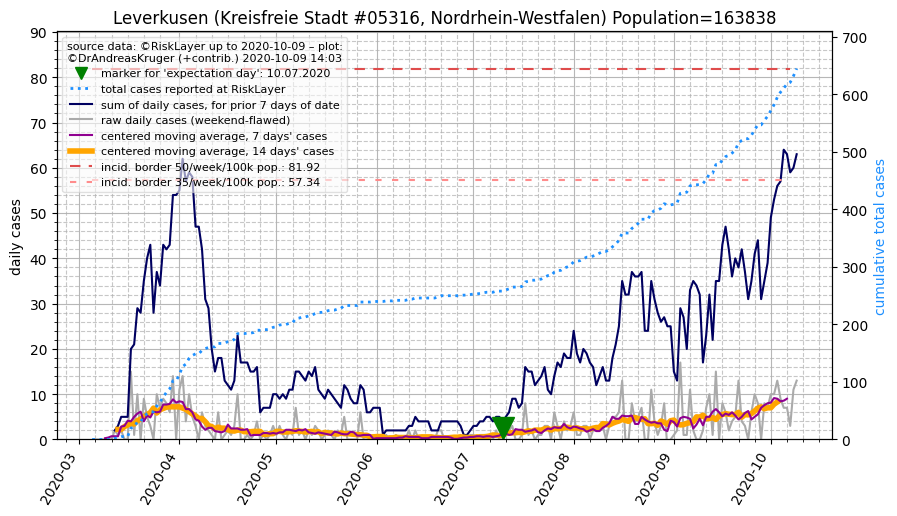 Leverkusen (Kreisfreie Stadt #05316, Nordrhein-Westfalen) Population=163838
source data: ©RiskLayer up to 2020-10-09 – plot:
©DrAndreasKruger (+contrib.) 2020-10-09 14:03
marker for 'expectation day': 10.07.2020
total cases reported at RiskLayer
sum of daily cases, for prior 7 days of date
raw daily cases (weekend-flawed)
centered moving average, 7 days' cases
centered moving average, 14 days' cases
incid. border 50/week/100k pop.: 81.92
incid. border 35/week/100k pop.: 57.34
daily cases
90
80
70
60
50
40
30
20
10
0
cumulative total cases
700
600
500
400
300
200
100
0
2020-03
2020-04
2020-05
2020-06
2020-07
2020-08
2020-09
2020-10